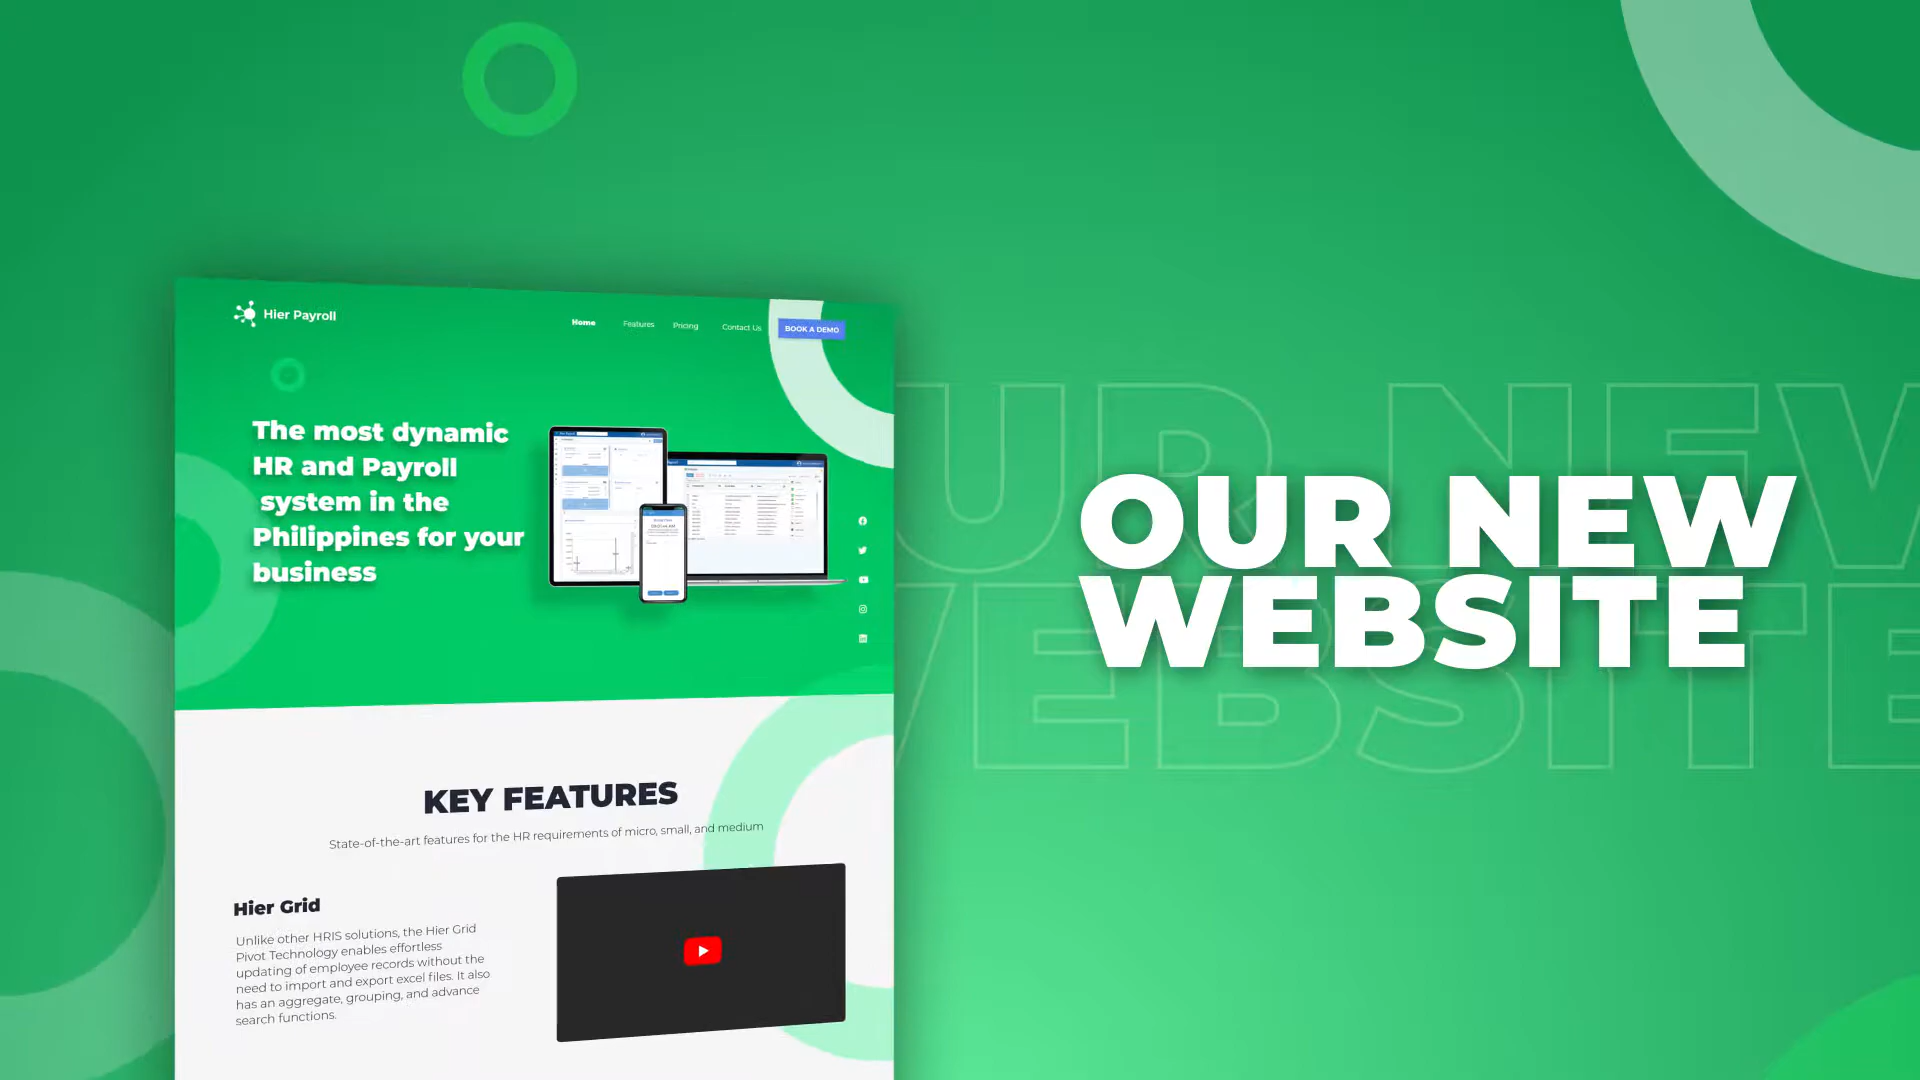 Hier Payroll
Home
Features
Pricing
Contact Us
BOOK A DEMO
The most dynamic
HR and Payroll
system in the
Philippines for your
business
KEY FEATURES
State-of-the-art features for the HR requirements of micro, small, and medium
Hier Grid
Unlike other HRIS solutions, the Hier Grid
Pivot Technology enables effortless
updating of employee records without the
need to import and export excel files. It also
has an aggregate, grouping, and advance
search functions.
OUR NEW
WEBSITE
UR NEW
WEBSITE